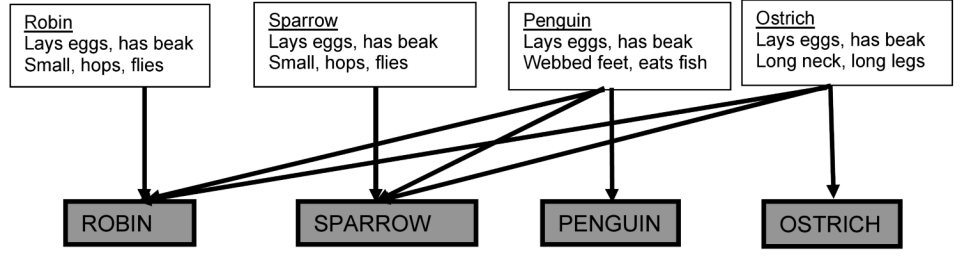 Robin
Lays eggs, has beak
Small, hops, flies
Sparrow
Lays eggs, has beak
Small, hops, flies
Penguin
Lays eggs, has beak
Webbed feet, eats fish
Ostrich
Lays eggs, has beak
Long neck, long legs
ROBIN
SPARROW
PENGUIN
OSTRICH